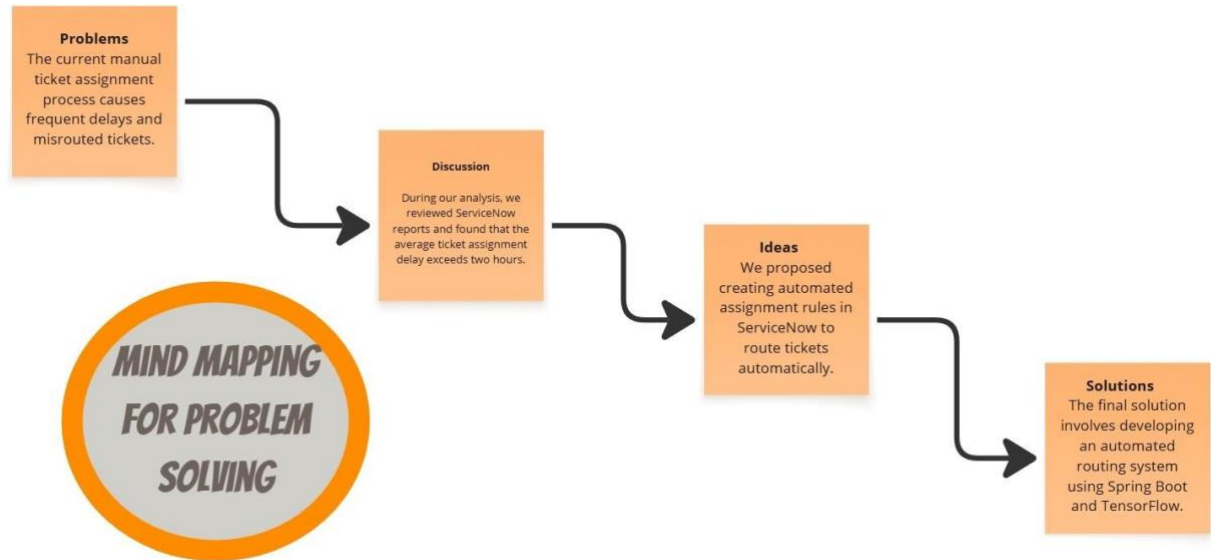 Problems
The current manual
ticket assignment
process causes
frequent delays and
misrouted tickets.
Discussion
During our analysis, we
reviewed ServiceNow
reports and found that the
average ticket assignment
delay exceeds two hours.
Ideas
We proposed
creating automated
assignment rules in
ServiceNow to
route tickets
automatically.
Solutions
The final solution
involves developing
an automated
routing system
using Spring Boot
and TensorFlow.
MIND MAPPING
FOR PROBLEM
SOLVING